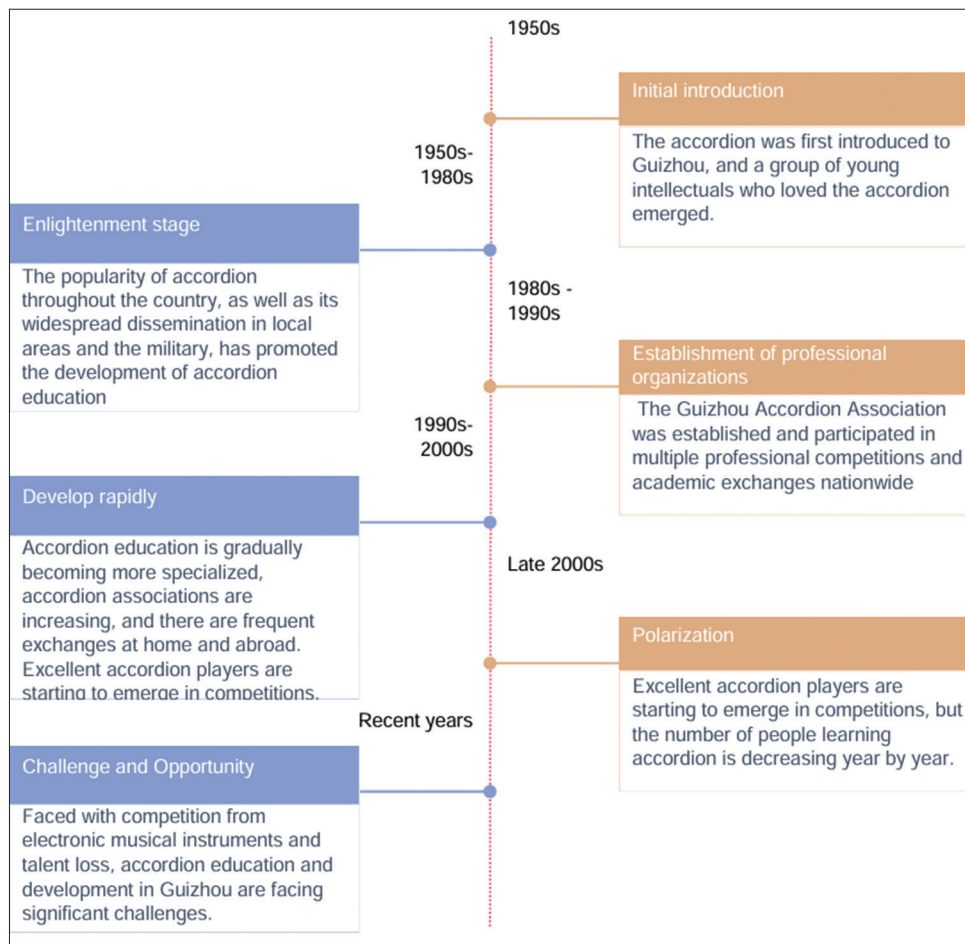 1950s
Initial introduction
The accordion was first introduced to
Guizhou, and a group of young
intellectuals who loved the accordion
emerged.
1950s-
1980s
Enlightenment stage
The popularity of accordion
throughout the country, as well as its
widespread dissemination in local
areas and the military, has promoted
the development of accordion
education
1980s -
1990s
Establishment of professional
organizations
The Guizhou Accordion Association
was established and participated in
multiple professional competitions and
academic exchanges nationwide
1990s-
2000s
Develop rapidly
Accordion education is gradually
becoming more specialized,
accordion associations are
increasing, and there are frequent
exchanges at home and abroad.
Excellent accordion players are
starting to emerge in competitions.
Late 2000s
Polarization
Excellent accordion players are
starting to emerge in competitions, but
the number of people learning
accordion is decreasing year by year.
Recent years
Challenge and Opportunity
Faced with competition from
electronic musical instruments and
talent loss, accordion education and
development in Guizhou are facing
significant challenges.